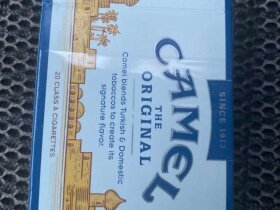 CAMEL
THE
ORIGINAL
Camel blends Turkish & Domestic
tobaccos to create its
signature flavor.
20 CLASS A CIGARETTES
SINCE 1913